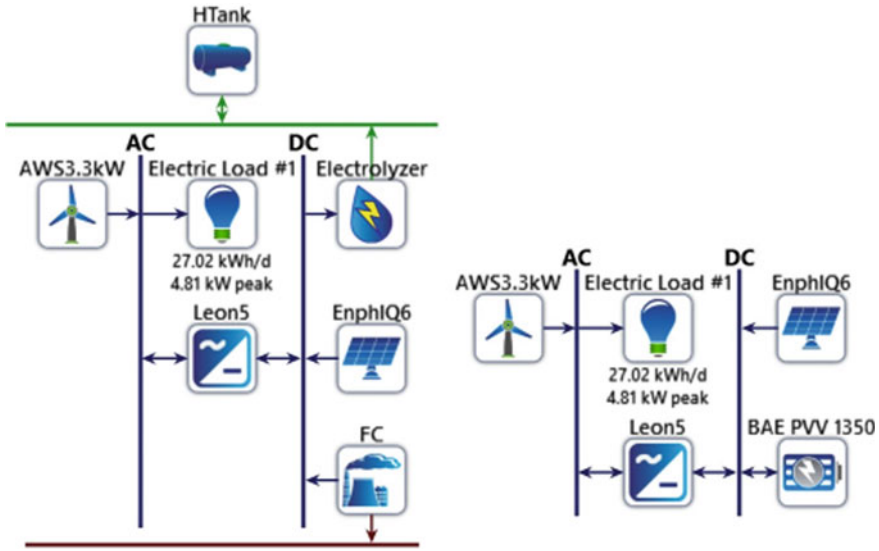 HTank
AC
DC
AWS3.3kW
Electric Load #1
Electrolyzer
27.02 kWh/d
4.81 kW peak
Leon5
EnphIQ6
FC
AC
DC
AWS3.3kW
Electric Load #1
EnphIQ6
27.02 kWh/d
4.81 kW peak
Leon5
BAE PVV 1350